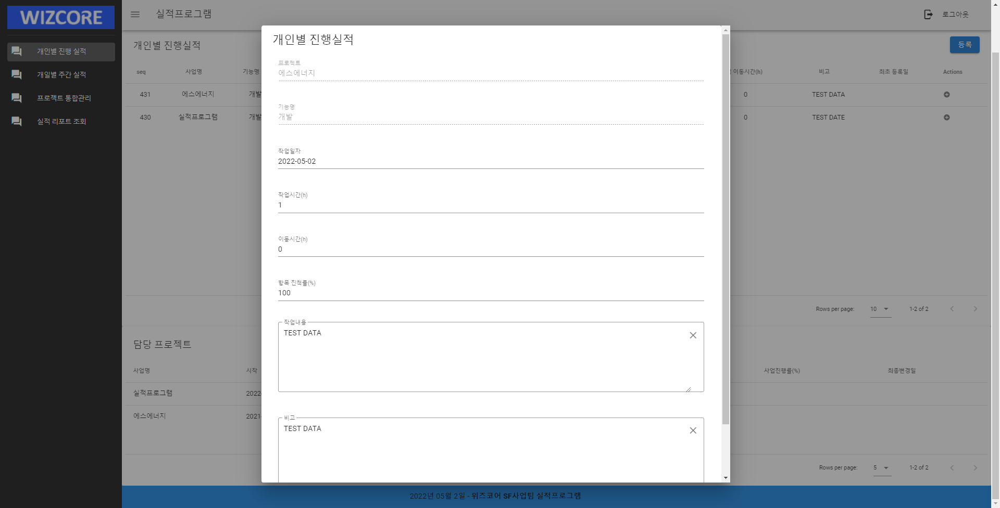 WIZCORE
개인별 진행 실적
개일별 주간 실적
프로젝트 통합관리
실적 리포트 조회
실적프로그램
로그아웃
개인별 진행실적
등록
seq 사업명 기능명 이동시간(h) 비고 최초 등록일 Actions
431 에스에너지 개발 0 TEST DATA
430 실적프로그램 개발 0 TEST DATE
Rows per page: 10 1-2 of 2
담당 프로젝트
사업명 시작 사업진행률(%) 최종변경일
실적프로그램 2022
에스에너지 2021
Rows per page: 5 1-2 of 2
개인별 진행실적
프로젝트
에스에너지
기능명
개발
작업일자
2022-05-02
작업시간(h)
1
이동시간(h)
0
항목 진척률(%)
100
작업내용
TEST DATA
비고
TEST DATA
2022년 05월 2일 - 위즈코어 SF사업팀 실적프로그램